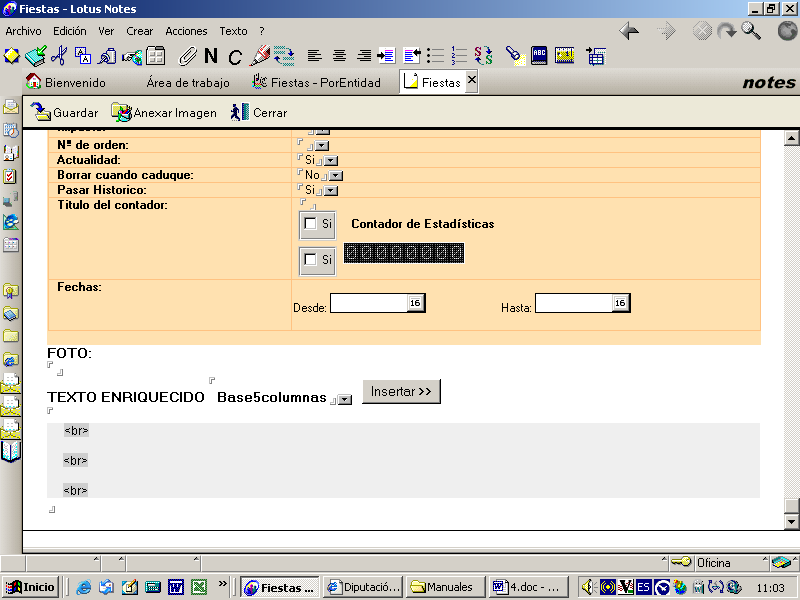 Fiestas - Lotus Notes
Archivo Edición Ver Crear Acciones Texto ?
Bienvenido Área de trabajo Fiestas - PorEntidad Fiestas notes
Guardar Anexar Imagen Cerrar
Nª de orden:
Actualidad: Si
Borrar cuando caduque: No
Pasar Historico: Si
Titulo del contador:
Si Contador de Estadísticas
Si 00000000
Fechas:
Desde: 16 Hasta: 16
FOTO:
TEXTO ENRIQUECIDO Base5columnas Insertar >>
<br>
<br>
<br>
Oficina
Inicio Fiestas ... Diputació... Manuales 4.doc - ... ES 11:03